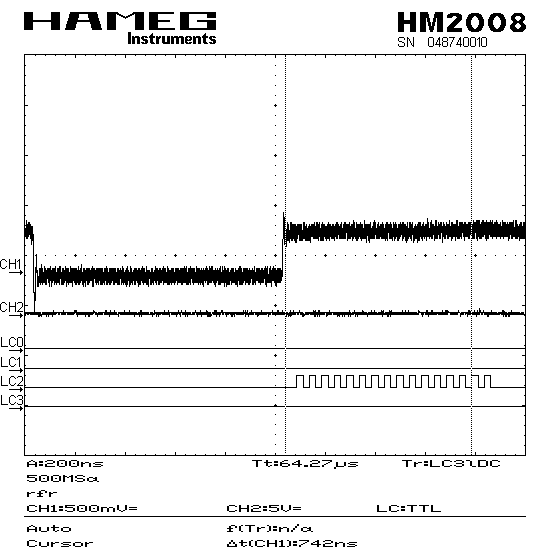 HAMEG
Instruments
HM2008
SN 048740010
CH1
CH2
LC0
LC1
LC2
LC3
A:200ns Tt:64.27µs Tr:LC3⅂DC
500MSa
rfr
CH1:500mV= CH2:5V= LC:TTL
Auto f(Tr):n/a
Cursor Δt(CH1):742ns